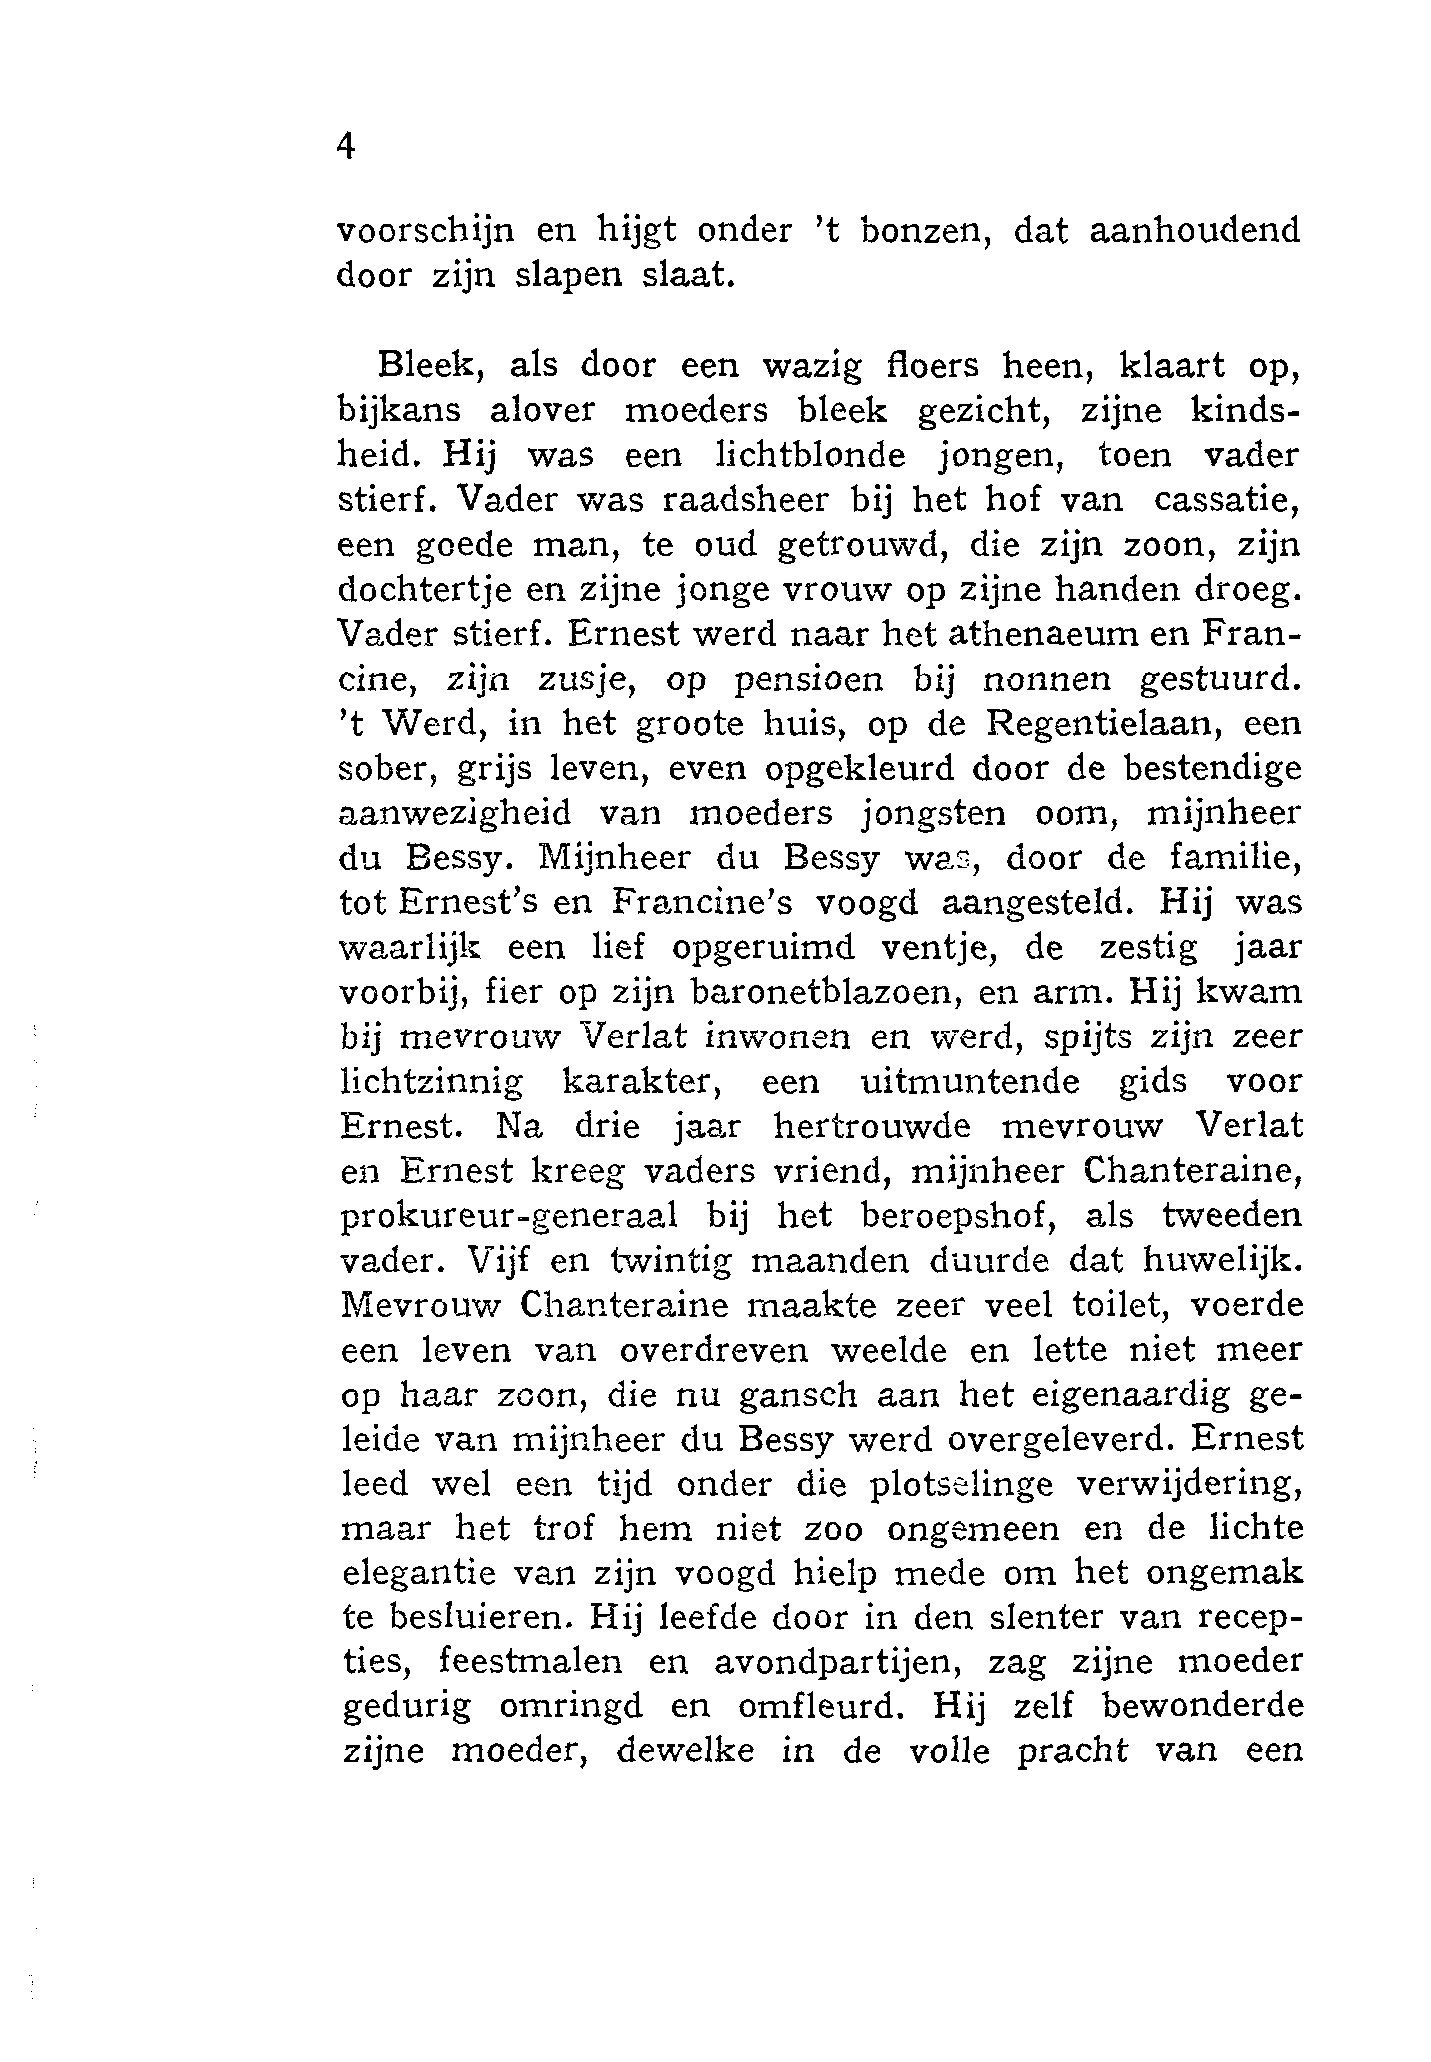 4
voorschijn en hijgt onder 't bonzen, dat aanhoudend
door zijn slapen slaat.
Bleek, als door een wazig floers heen, klaart op,
bijkans alover moeders bleek gezicht, zijne kinds-
heid. Hij was een lichtblonde jongen, toen vader
stierf. Vader was raadsheer bij het hof van cassatie,
een goede man, te oud getrouwd, die zijn zoon, zijn
dochtertje en zijne jonge vrouw op zijne handen droeg.
Vader stierf. Ernest werd naar het athenaeum en Fran-
cine, zijn zusje, op pensioen bij nonnen gestuurd.
't Werd, in het groote huis, op de Regentielaan, een
sober, grijs leven, even opgekleurd door de bestendige
aanwezigheid van moeders jongsten oom, mijnheer
du Bessy. Mijnheer du Bessy was, door de familie,
tot Ernest's en Francine's voogd aangesteld. Hij was
waarlijk een lief opgeruimd ventje, de zestig jaar
voorbij, fier op zijn baronetblazoen, en arm. Hij kwam
bij mevrouw Verlat inwonen en werd, spijts zijn zeer
lichtzinnig karakter, een uitmuntende gids voor
Ernest. Na drie jaar hertrouwde mevrouw Verlat
en Ernest kreeg vaders vriend, mijnheer Chanteraine,
prokureur-generaal bij het beroepshof, als tweeden
vader. Vijf en twintig maanden duurde dat huwelijk.
Mevrouw Chanteraine maakte zeer veel toilet, voerde
een leven van overdreven weelde en lette niet meer
op haar zoon, die nu gansch aan het eigenaardig ge-
leide van mijnheer du Bessy werd overgeleverd. Ernest
leed wel een tijd onder die plotselinge verwijdering,
maar het trof hem niet zoo ongemeen en de lichte
elegantie van zijn voogd hielp mede om het ongemak
te besluieren. Hij leefde door in den slenter van recep-
ties, feestmalen en avondpartijen, zag zijne moeder
gedurig omringd en omfleurd. Hij zelf bewonderde
zijne moeder, dewelke in de volle pracht van een